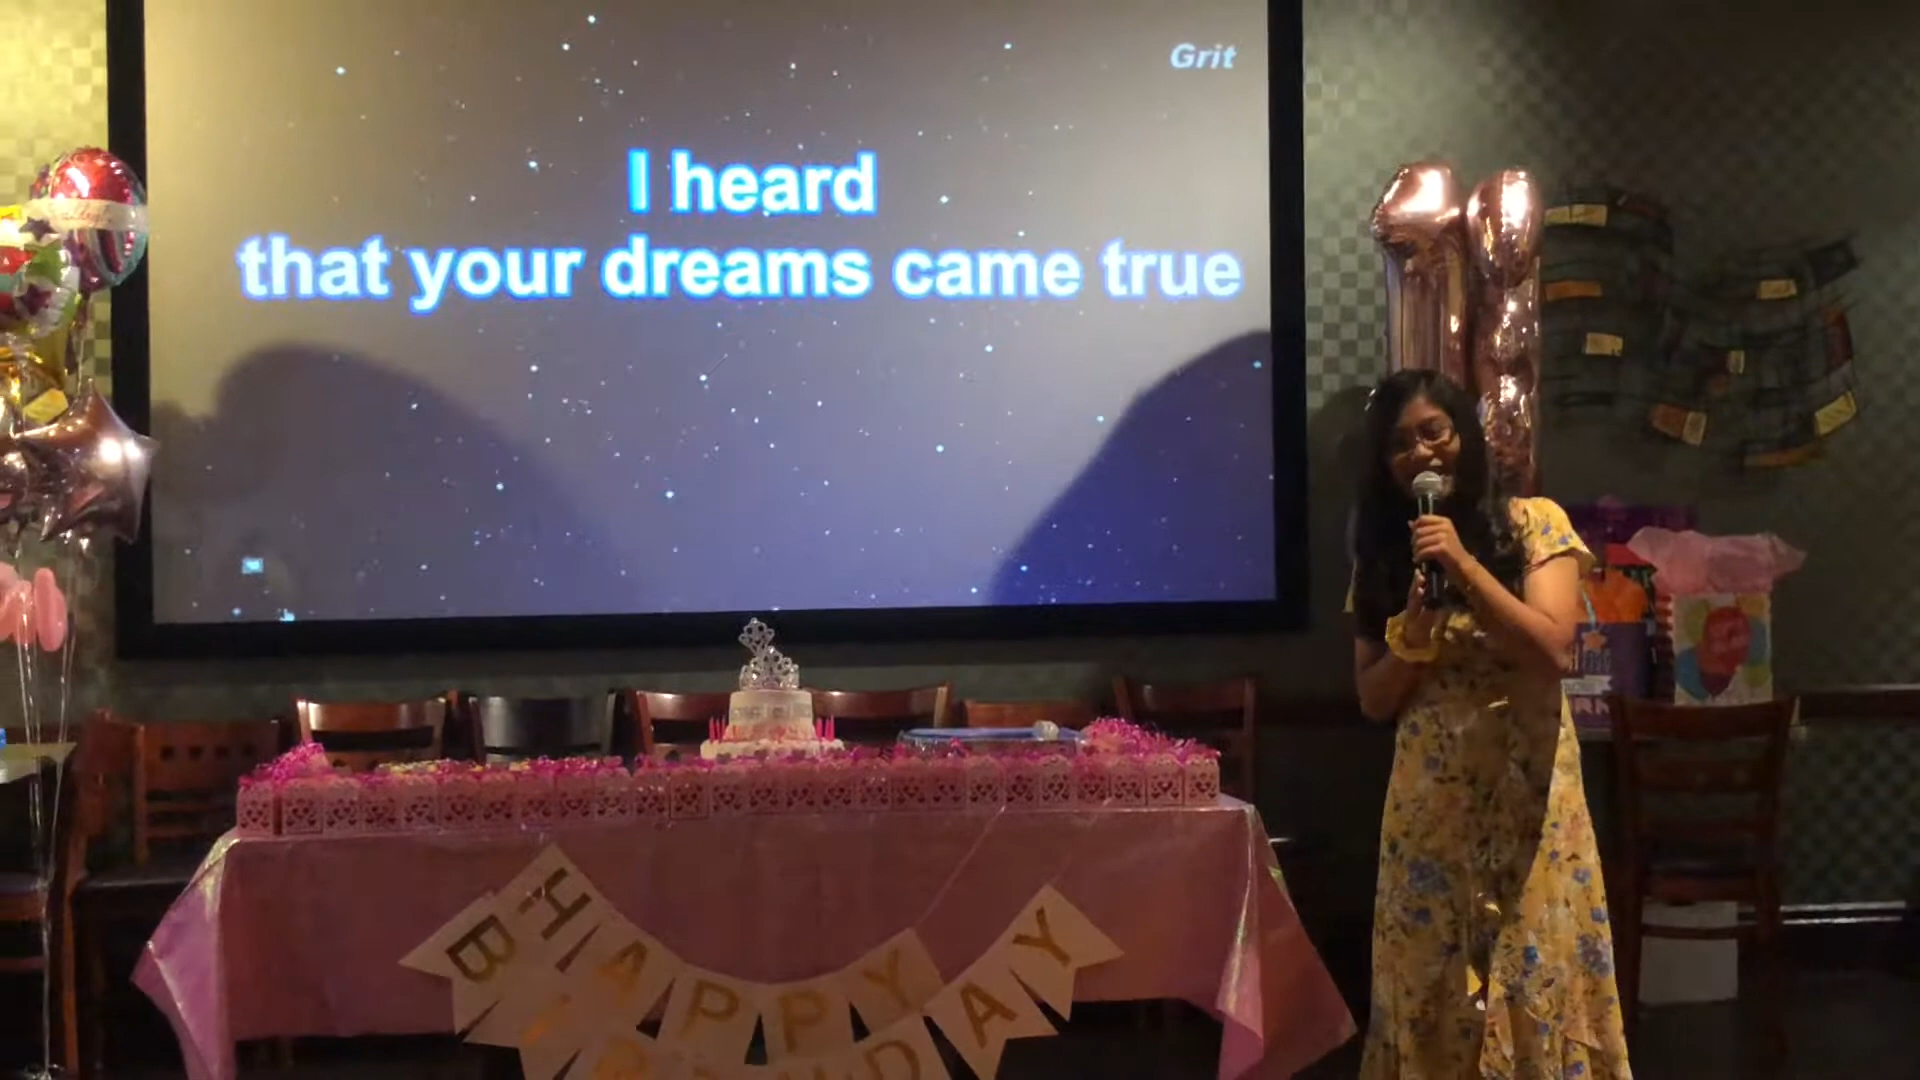 Grit
I heard
that your dreams came true
HAPPY
BIRTHDAY